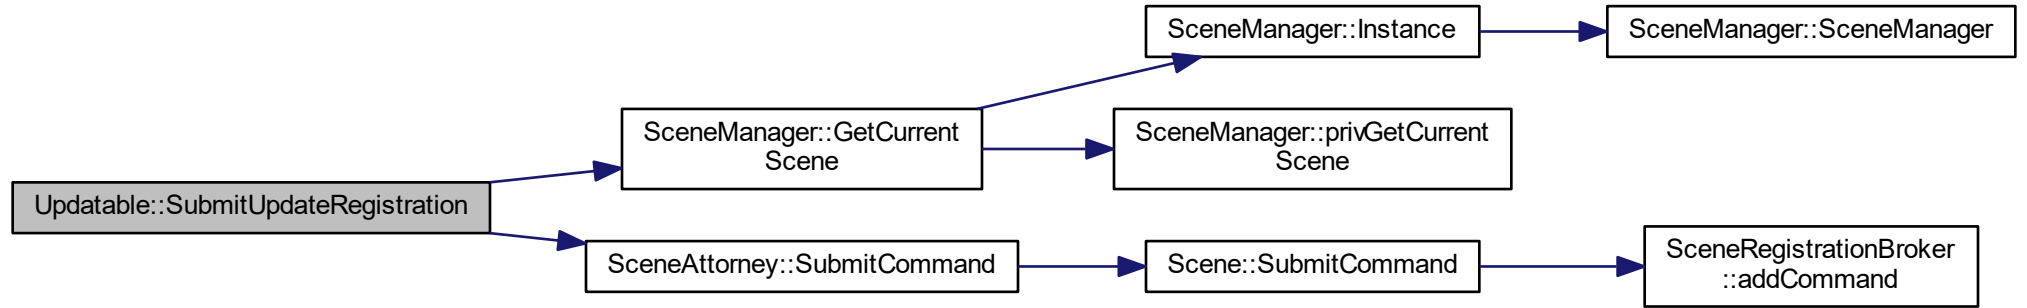 SceneManager::Instance
SceneManager::SceneManager
SceneManager::GetCurrent
Scene
SceneManager::privGetCurrent
Scene
Updatable::SubmitUpdateRegistration
SceneAttorney::SubmitCommand
Scene::SubmitCommand
SceneRegistrationBroker
::addCommand